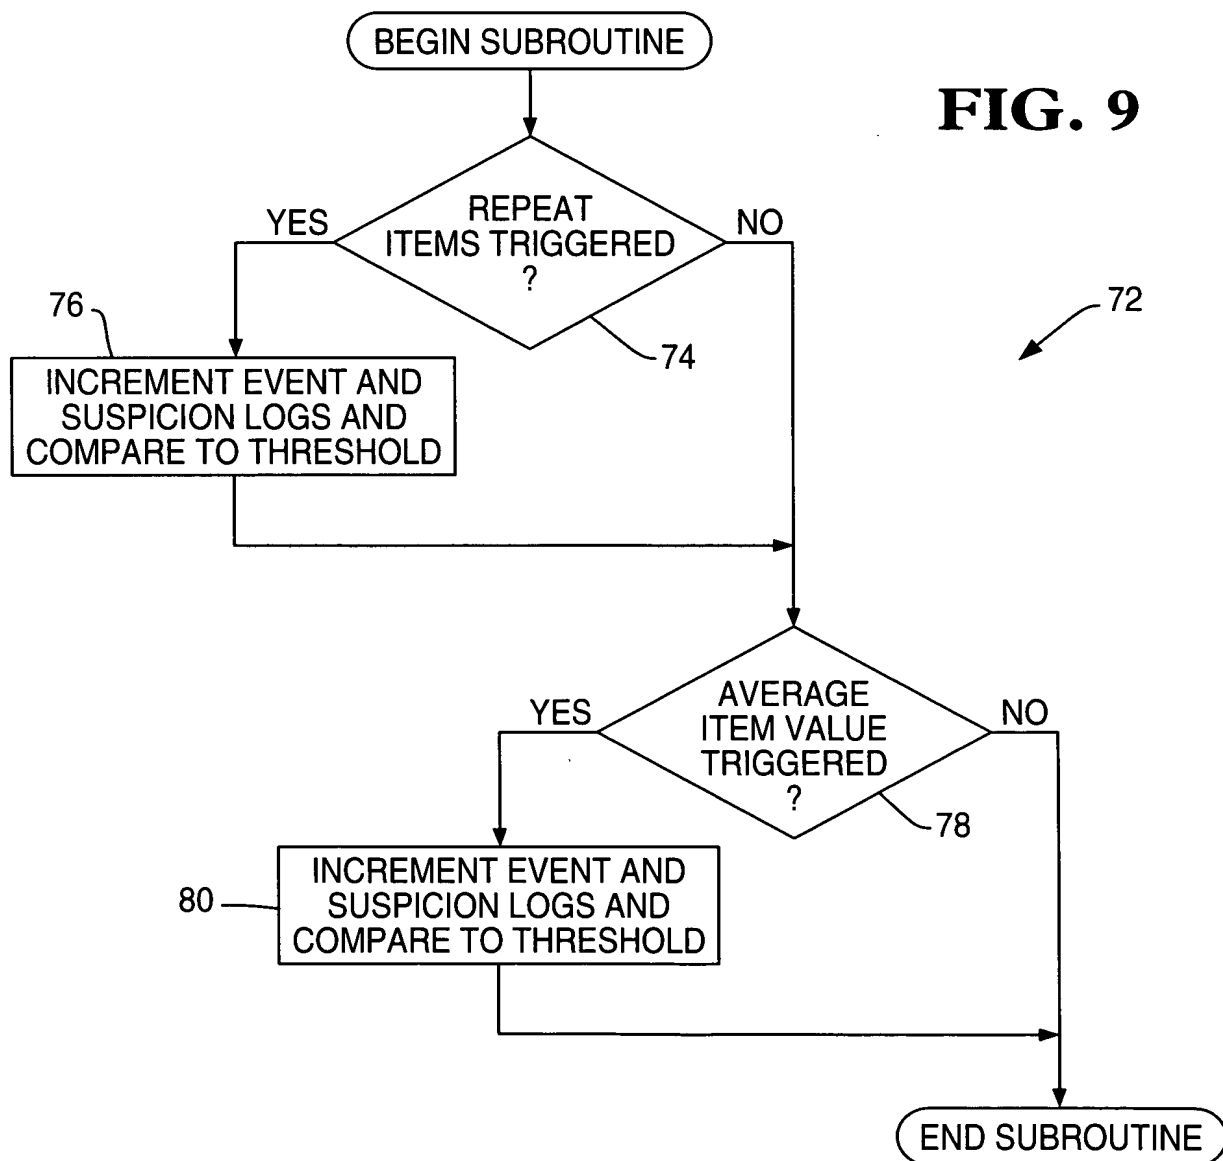 BEGIN SUBROUTINE
FIG. 9
REPEAT
ITEMS TRIGGERED
?
YES
NO
74
72
76
INCREMENT EVENT AND
SUSPICION LOGS AND
COMPARE TO THRESHOLD
AVERAGE
ITEM VALUE
TRIGGERED
?
YES
NO
78
80
INCREMENT EVENT AND
SUSPICION LOGS AND
COMPARE TO THRESHOLD
END SUBROUTINE